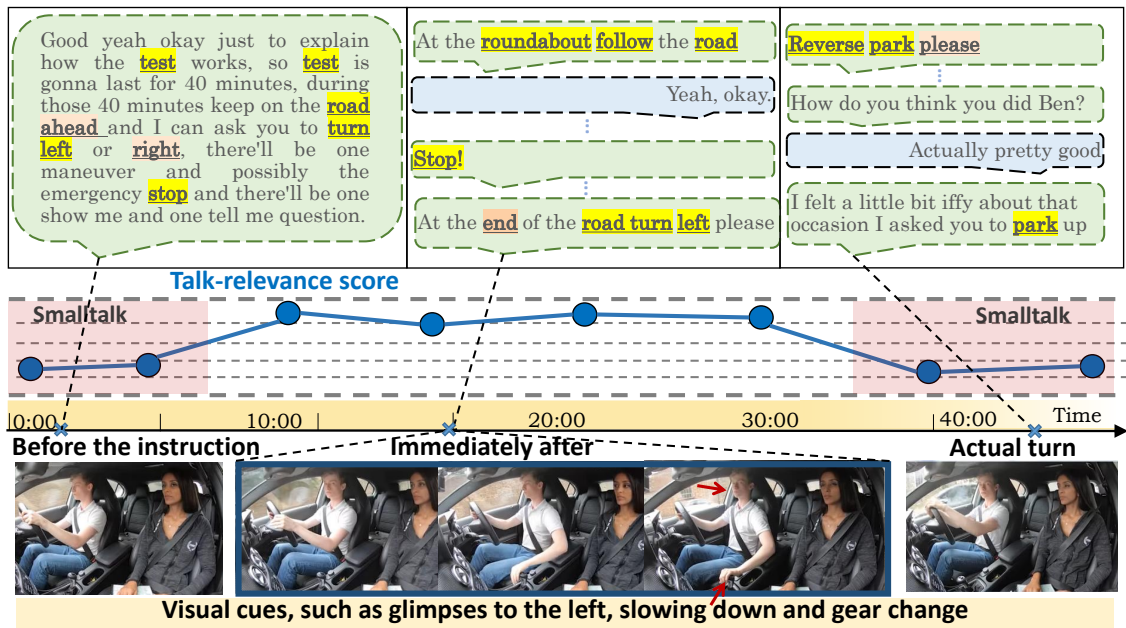 Good yeah okay just to explain
how the test works, so test is
gonna last for 40 minutes, during
those 40 minutes keep on the road
ahead and I can ask you to turn
left or right, there'll be one
maneuver and possibly the
emergency stop and there'll be one
show me and one tell me question.
At the roundabout follow the road
Yeah, okay.
Stop!
At the end of the road turn left please
Reverse park please
How do you think you did Ben?
Actually pretty good
I felt a little bit iffy about that
occasion I asked you to park up
Talk-relevance score
Smalltalk
Smalltalk
0:00 10:00 20:00 30:00 40:00 Time
Before the instruction Immediately after Actual turn
Visual cues, such as glimpses to the left, slowing down and gear change